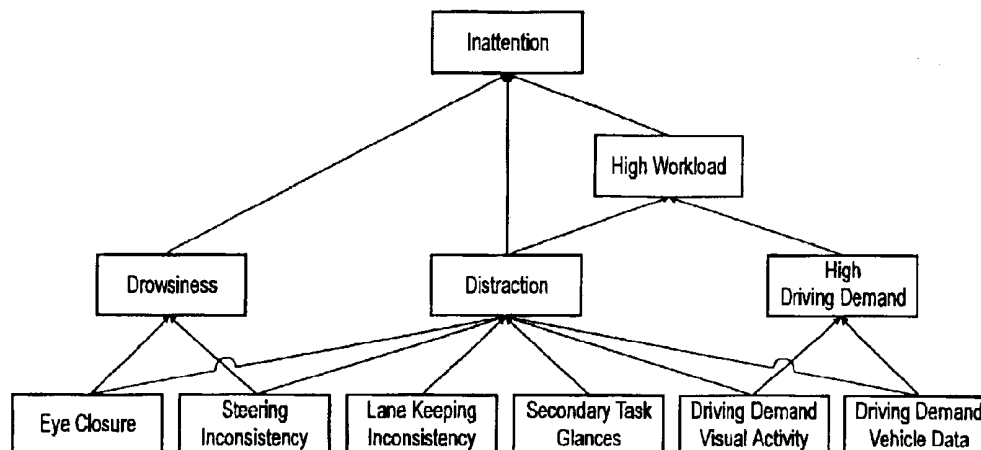 Inattention
High Workload
Drowsiness
Distraction
High
Driving Demand
Eye Closure
Steering
Inconsistency
Lane Keeping
Inconsistency
Secondary Task
Glances
Driving Demand
Visual Activity
Driving Demand
Vehicle Data